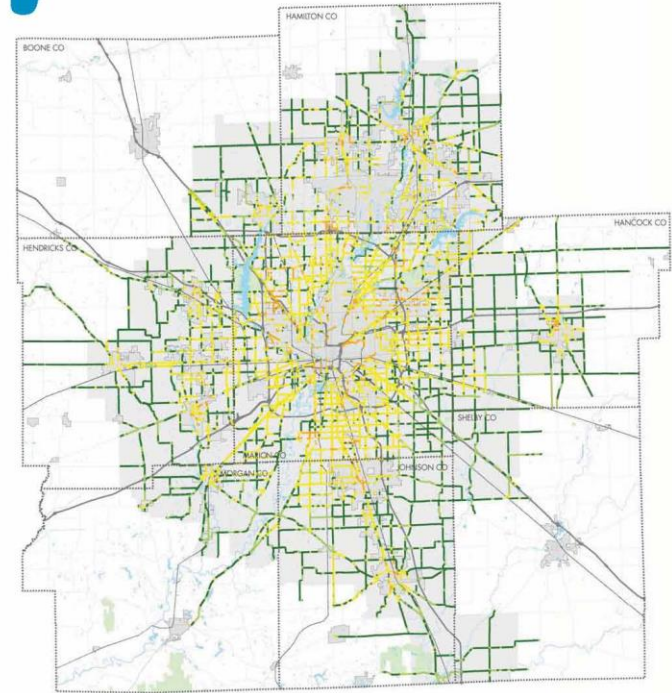 HAMILTON CO
BOONE CO
HANCOCK CO
HENDRICKS CO
SHELBY CO
MARION CO
MORGAN CO
JOHNSON CO